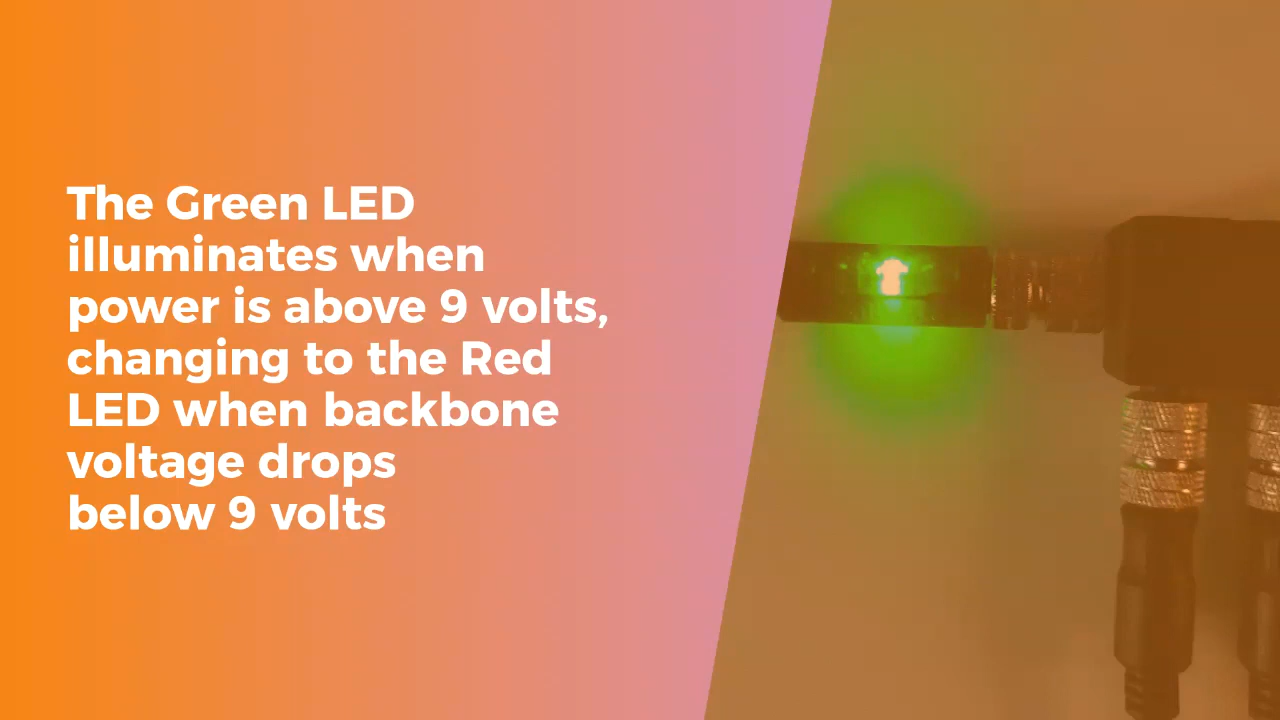 The Green LED
illuminates when
power is above 9 volts,
changing to the Red
LED when backbone
voltage drops
below 9 volts